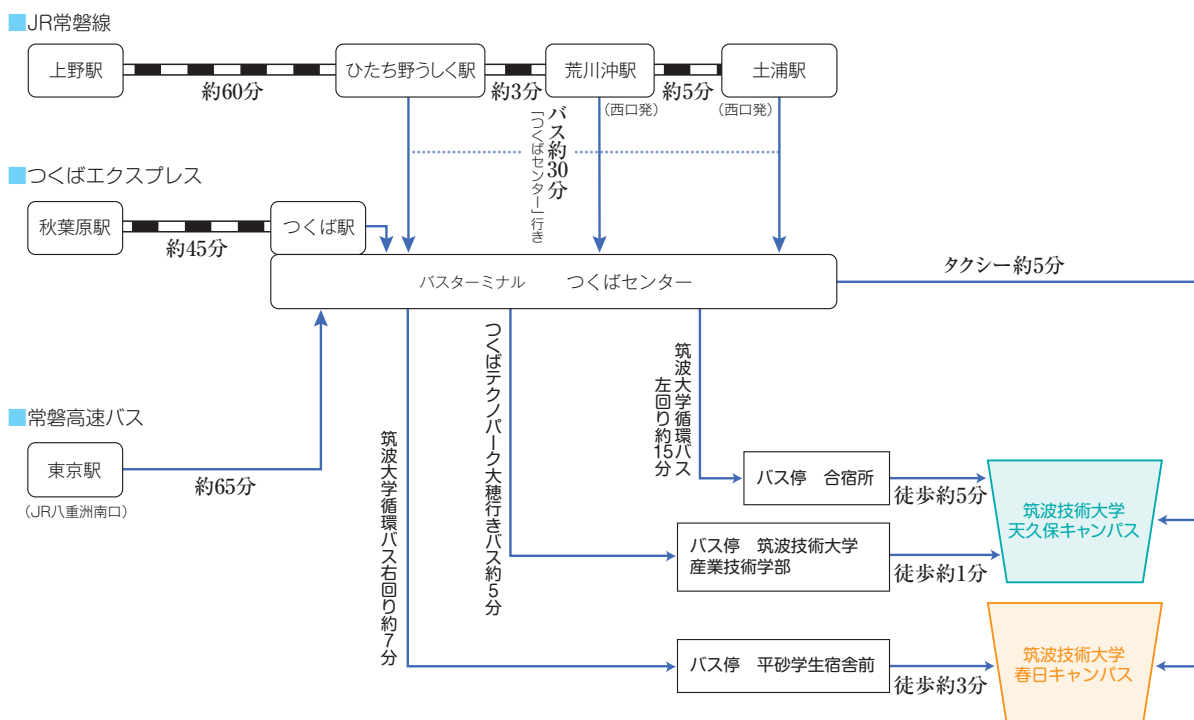 JR常磐線
上野駅
約60分
ひたち野うしく駅
約3分
荒川沖駅
(西口発)
約5分
土浦駅
(西口発)
バス約30分
「つくばセンター」行き
つくばエクスプレス
秋葉原駅
約45分
つくば駅
バスターミナル つくばセンター
タクシー約5分
常磐高速バス
東京駅
(JR八重洲南口)
約65分
筑波大学循環バス右回り約7分
つくばテクノパーク大穂行きバス約5分
筑波大学循環バス
左回り約15分
バス停 合宿所
徒歩約5分
バス停 筑波技術大学
産業技術学部
徒歩約1分
筑波技術大学
天久保キャンパス
バス停 平砂学生宿舎前
徒歩約3分
筑波技術大学
春日キャンパス